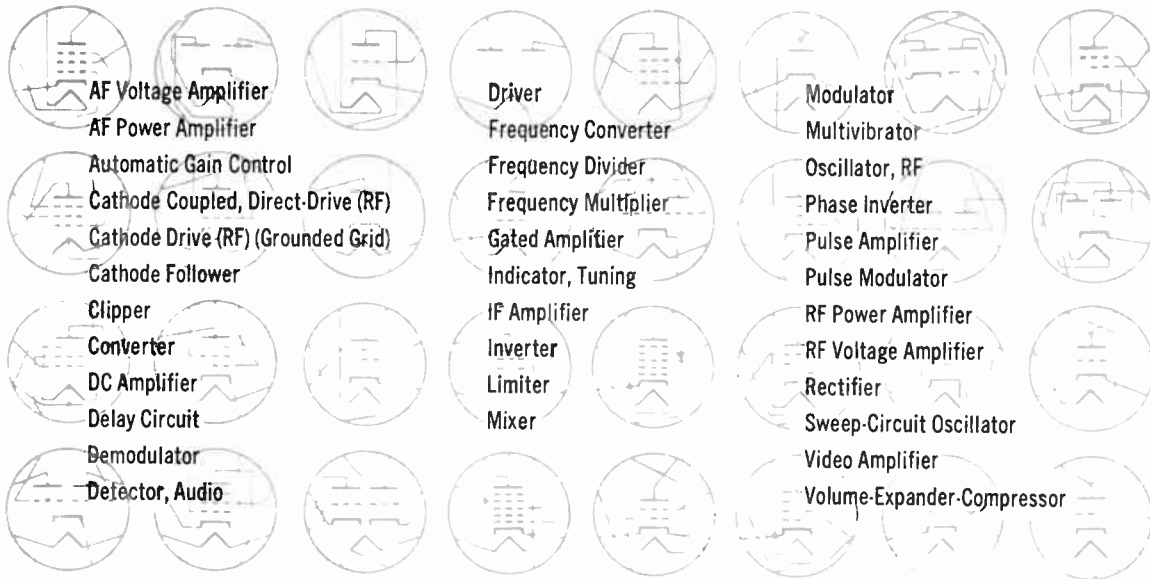 AF Voltage Amplifier
AF Power Amplifier
Automatic Gain Control
Cathode Coupled, Direct-Drive (RF)
Cathode Drive (RF) (Grounded Grid)
Cathode Follower
Clipper
Converter
DC Amplifier
Delay Circuit
Demodulator
Detector, Audio
Driver
Frequency Converter
Frequency Divider
Frequency Multiplier
Gated Amplifier
Indicator, Tuning
IF Amplifier
Inverter
Limiter
Mixer
Modulator
Multivibrator
Oscillator, RF
Phase Inverter
Pulse Amplifier
Pulse Modulator
RF Power Amplifier
RF Voltage Amplifier
Rectifier
Sweep-Circuit Oscillator
Video Amplifier
Volume-Expander-Compressor